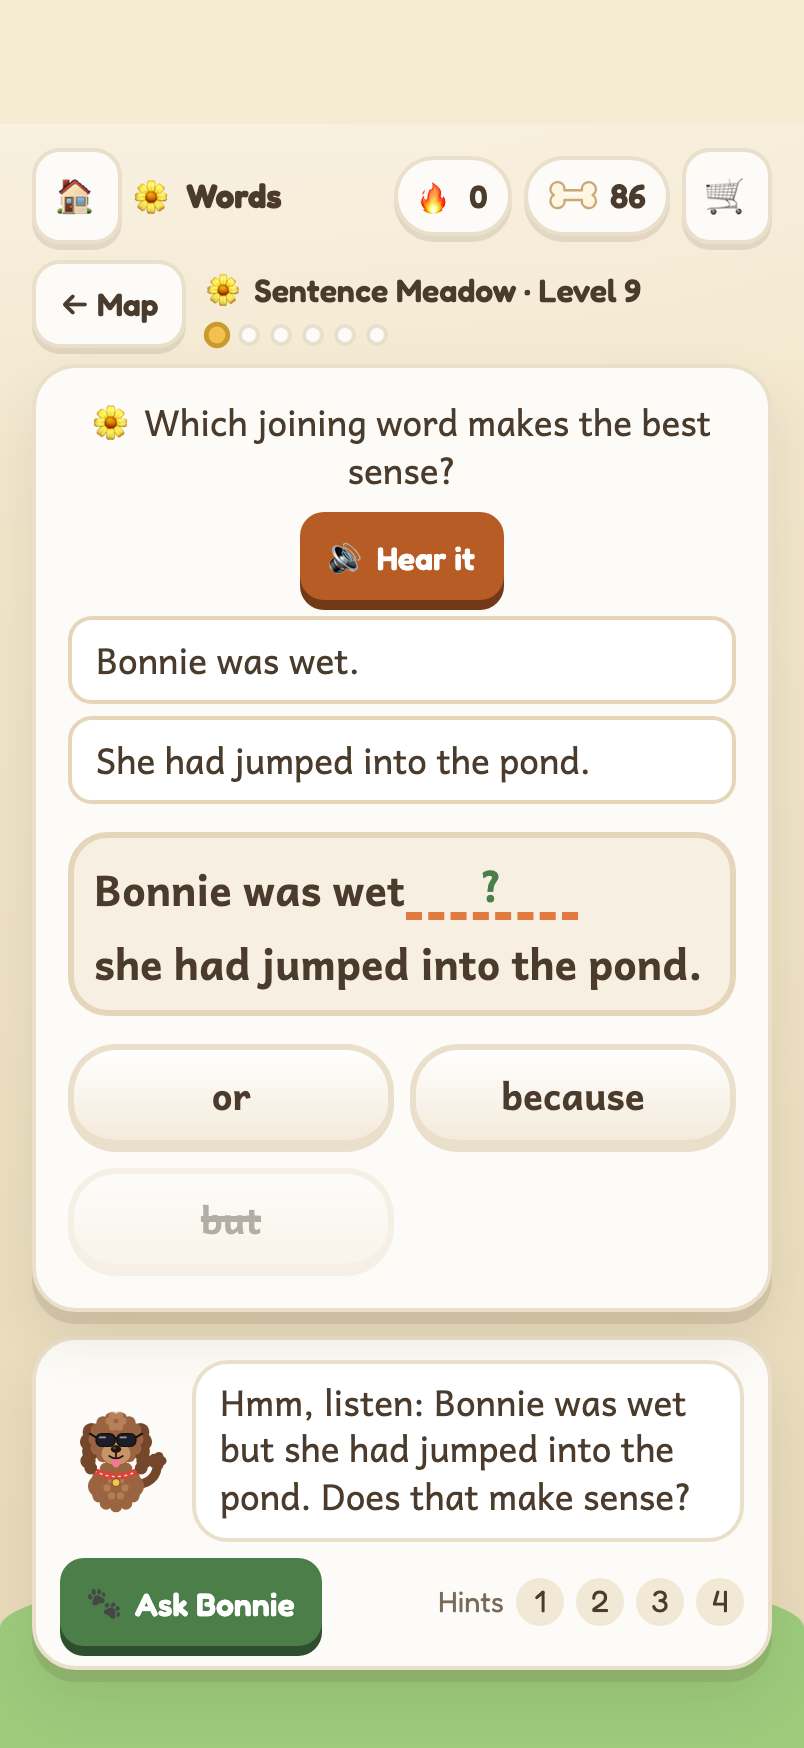 Words
0
86
← Map
Sentence Meadow · Level 9
Which joining word makes the best
sense?
Hear it
Bonnie was wet.
She had jumped into the pond.
Bonnie was wet ?
she had jumped into the pond.
or
because
but
Hmm, listen: Bonnie was wet
but she had jumped into the
pond. Does that make sense?
Ask Bonnie
Hints 1 2 3 4